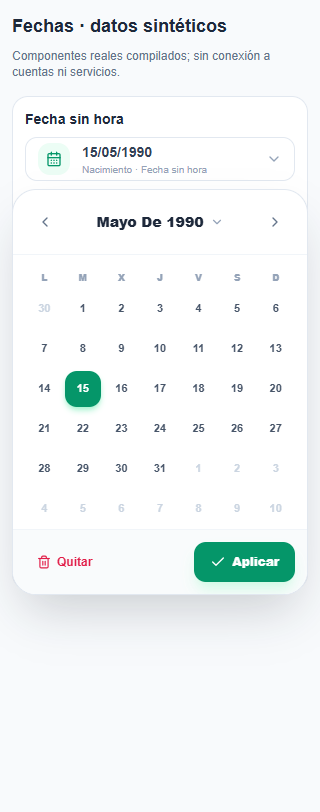 Fechas · datos sintéticos
Componentes reales compilados; sin conexión a
cuentas ni servicios.
Fecha sin hora
15/05/1990
Nacimiento · Fecha sin hora
Mayo De 1990
L M X J V S D
30 1 2 3 4 5 6
7 8 9 10 11 12 13
14 15 16 17 18 19 20
21 22 23 24 25 26 27
28 29 30 31 1 2 3
4 5 6 7 8 9 10
Quitar Aplicar